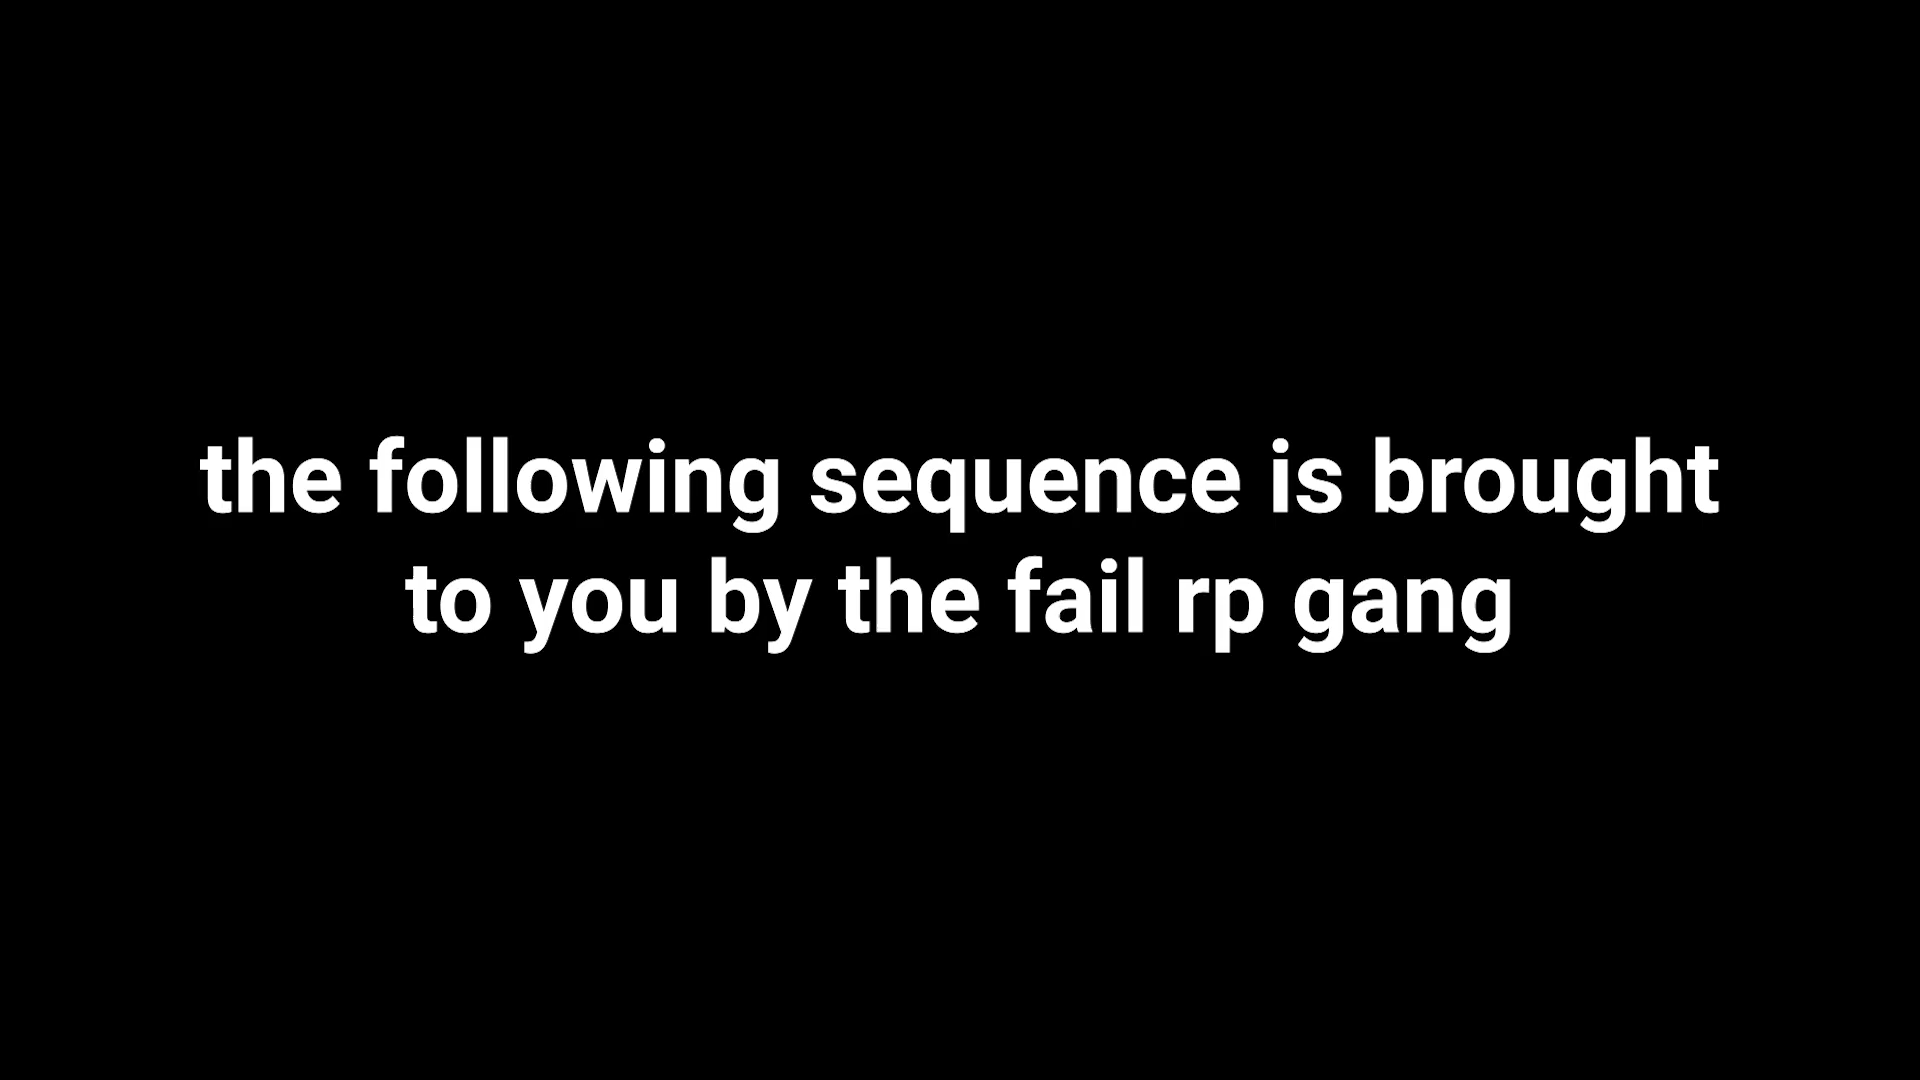 the following sequence is brought
to you by the fail rp gang